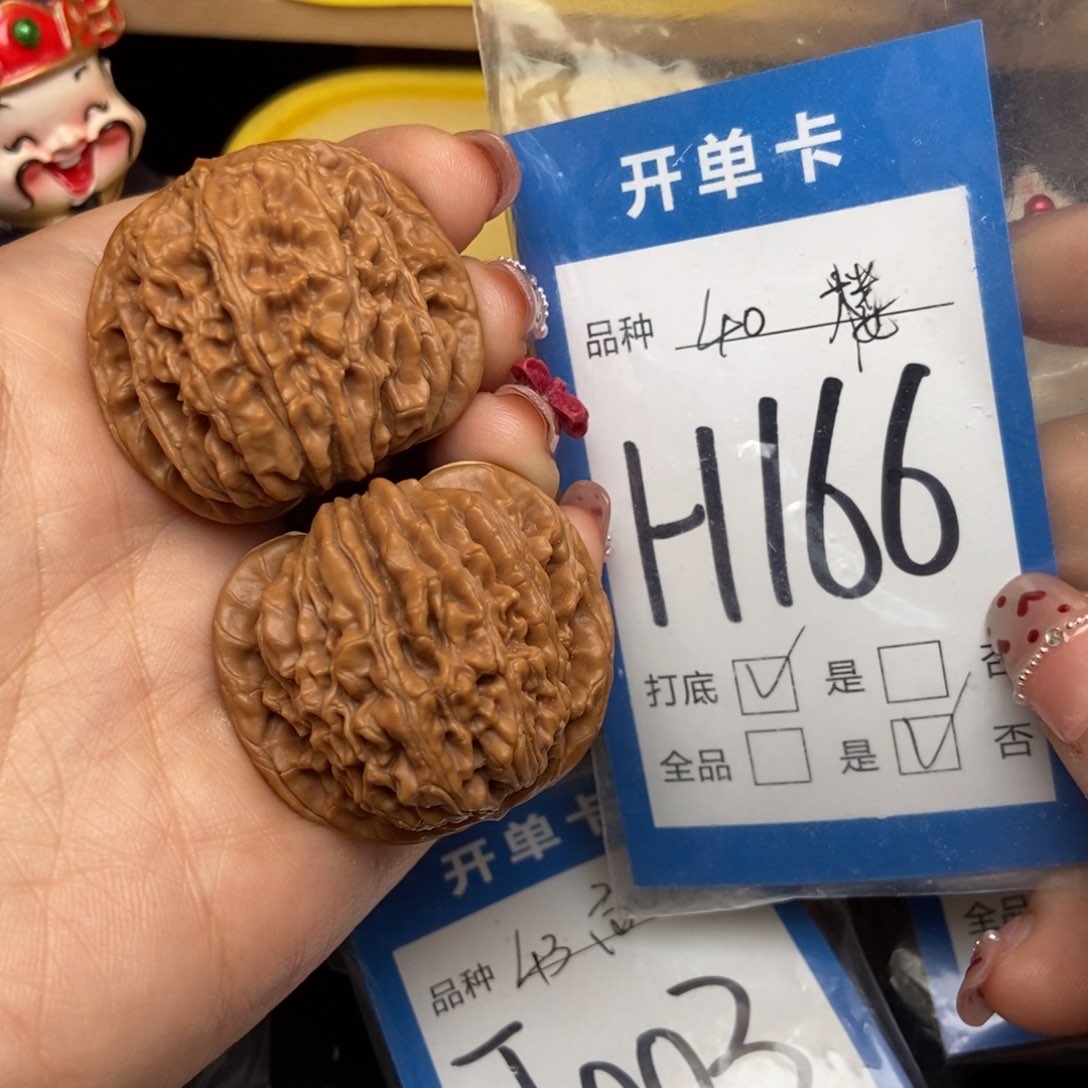 开单卡
品种 40
H166
打底 ✓ 是 否
全品 是 ✓ 否
开单卡
品种 43
J003
全品